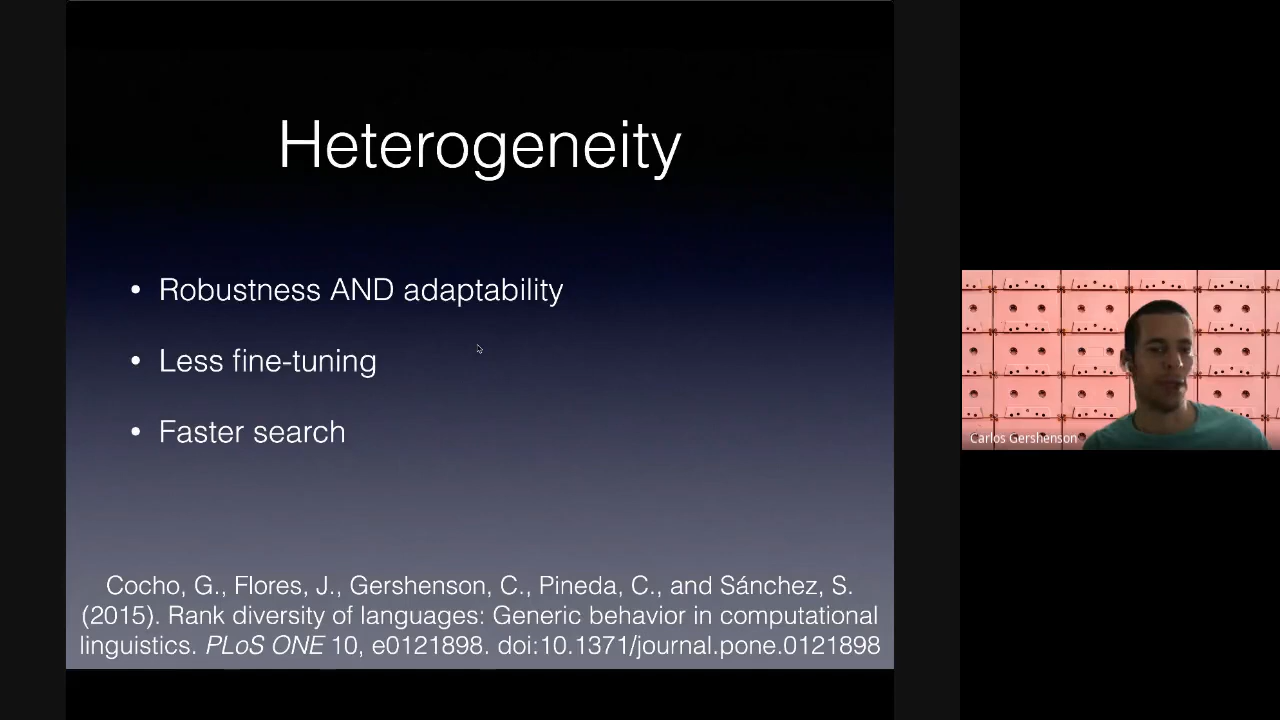 Heterogeneity
• Robustness AND adaptability
• Less fine-tuning
• Faster search
Cocho, G., Flores, J., Gershenson, C., Pineda, C., and Sánchez, S.
(2015). Rank diversity of languages: Generic behavior in computational
linguistics. PLoS ONE 10, e0121898. doi:10.1371/journal.pone.0121898
Carlos Gershenson